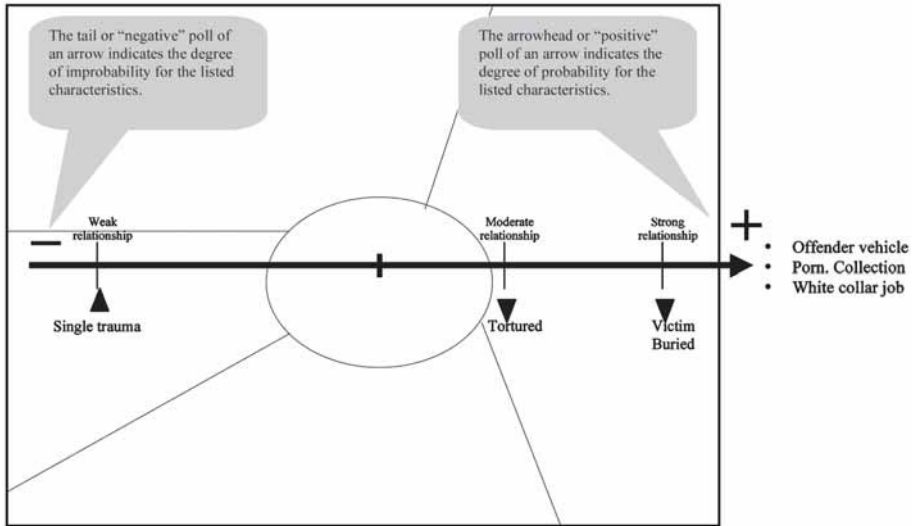 The tail or “negative” poll of
an arrow indicates the degree
of improbability for the listed
characteristics.
The arrowhead or “positive”
poll of an arrow indicates the
degree of probability for the
listed characteristics.
Weak
relationship
Moderate
relationship
Strong
relationship
−
+
• Offender vehicle
• Porn. Collection
• White collar job
Single trauma
Tortured
Victim
Buried